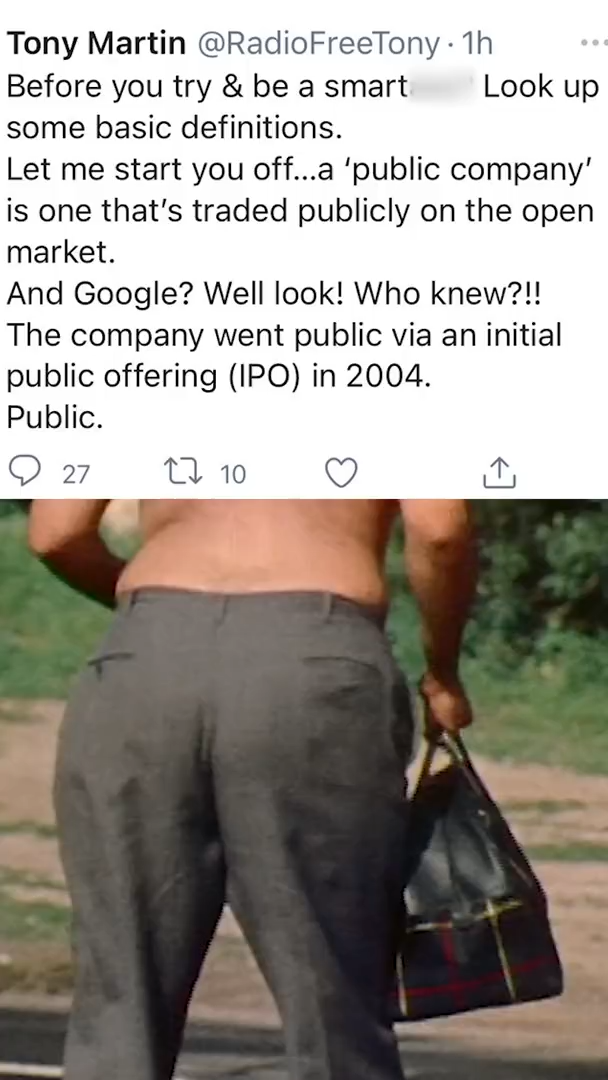 Tony Martin @RadioFreeTony · 1h
Before you try & be a smart Look up
some basic definitions.
Let me start you off...a ‘public company’
is one that’s traded publicly on the open
market.
And Google? Well look! Who knew?!!
The company went public via an initial
public offering (IPO) in 2004.
Public.
27 10